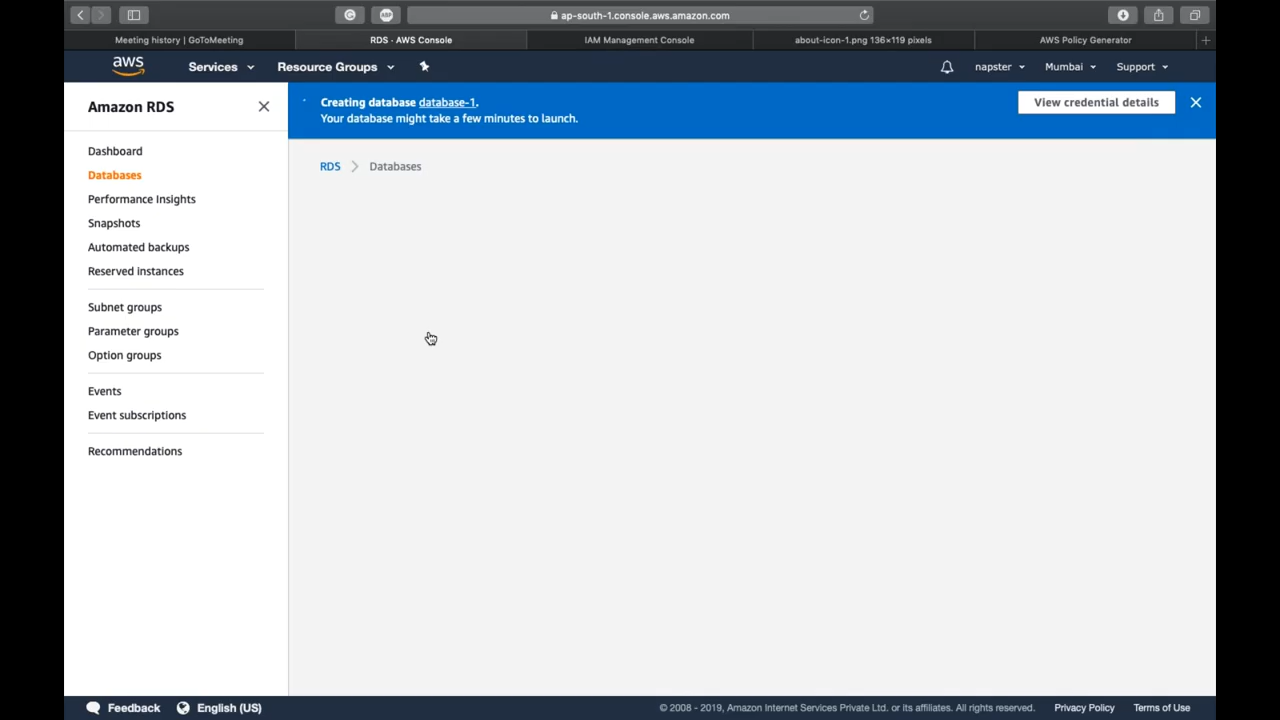 ap-south-1.console.aws.amazon.com
Meeting history | GoToMeeting
RDS · AWS Console
IAM Management Console
about-icon-1.png 136×119 pixels
AWS Policy Generator
aws
Services
Resource Groups
napster
Mumbai
Support
Amazon RDS
Creating database database-1.
Your database might take a few minutes to launch.
View credential details
RDS
Databases
Dashboard
Databases
Performance Insights
Snapshots
Automated backups
Reserved instances
Subnet groups
Parameter groups
Option groups
Events
Event subscriptions
Recommendations
Feedback
English (US)
© 2008 - 2019, Amazon Internet Services Private Ltd. or its affiliates. All rights reserved.
Privacy Policy
Terms of Use